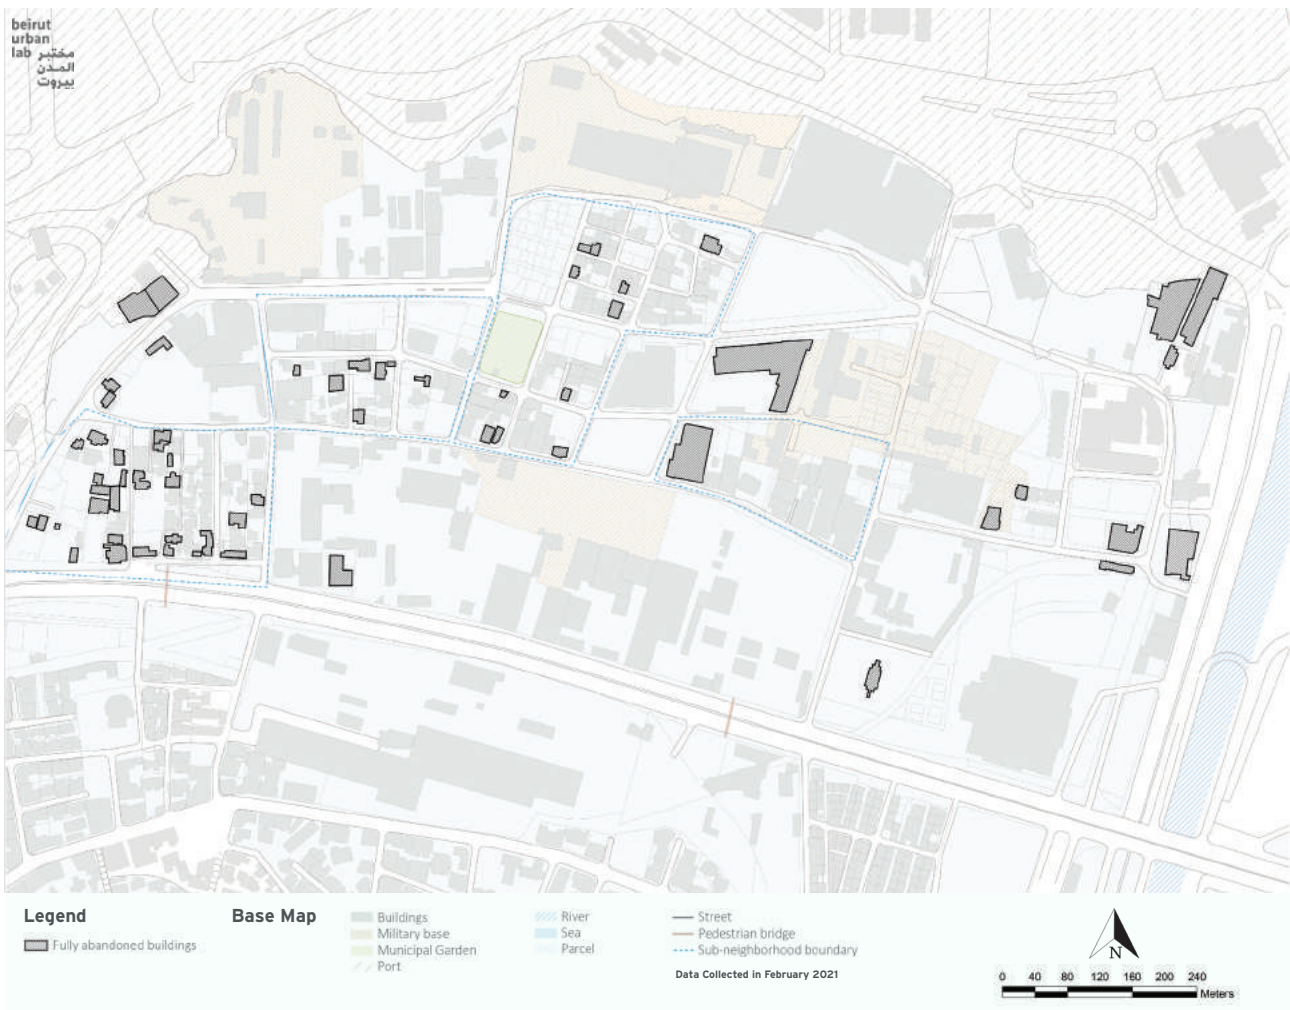 beirut
urban
lab مختبر
المدن
بيروت
Legend
Fully abandoned buildings
Base Map
Buildings
Military base
Municipal Garden
Port
River
Sea
Parcel
Street
Pedestrian bridge
Sub-neighborhood boundary
Data Collected in February 2021
N
0 40 80 120 160 200 240
Meters